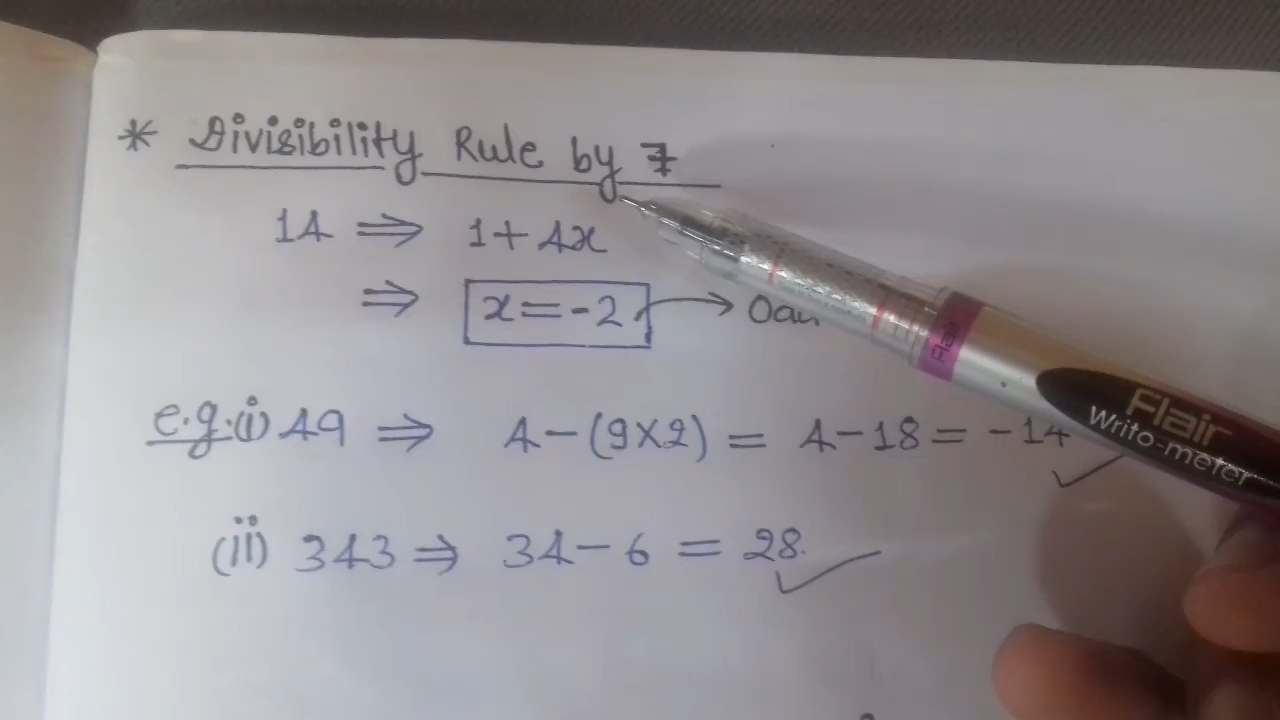 * Divisibility Rule by 7
14 ⇒ 1+4x
⇒ x=-2 →
e.g.(i) 49 ⇒ 4-(9×2) = 4-18 = -14 ✓
(ii) 343 ⇒ 34-6 = 28. ✓
Flair
Flair
Writo-meter